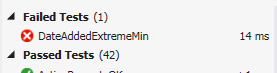 Failed Tests (1)
DateAddedExtremeMin 14 ms
Passed Tests (42)